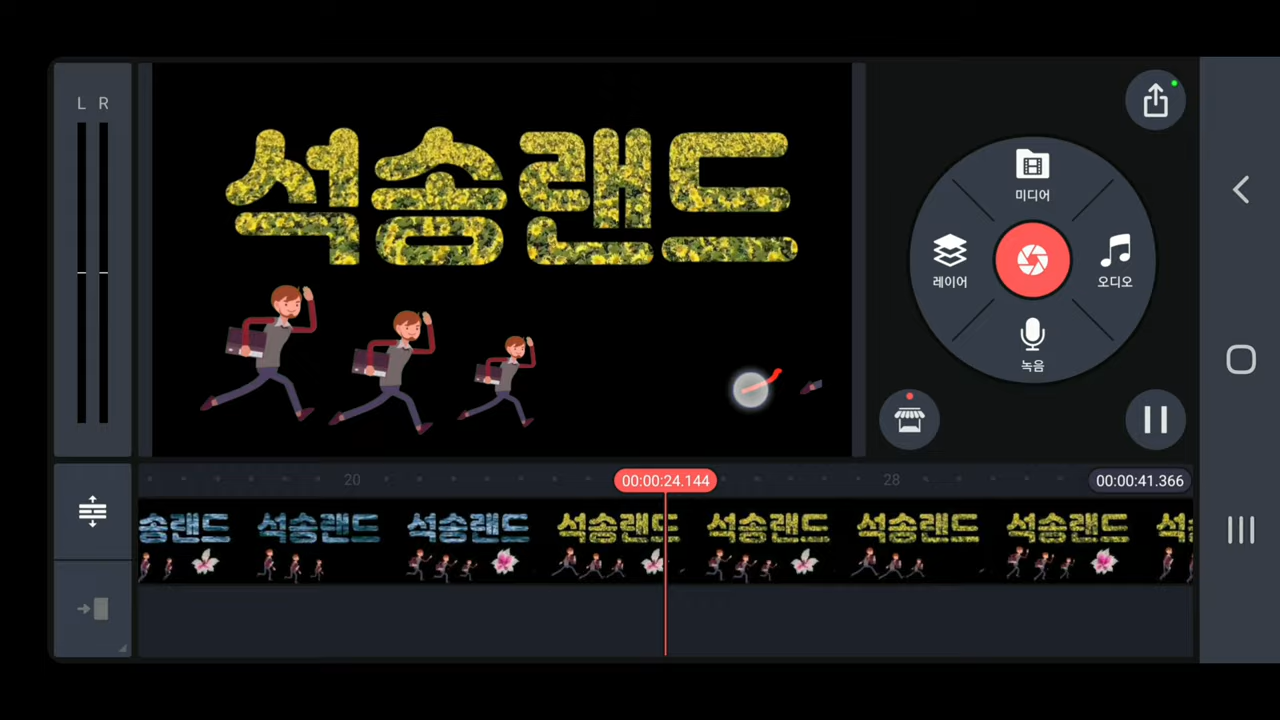 L R
석송랜드
미디어
레이어
오디오
녹음
20
00:00:24.144
28
00:00:41.366
송랜드 석송랜드 석송랜드 석송랜드 석송랜드 석송랜드 석송랜드 석